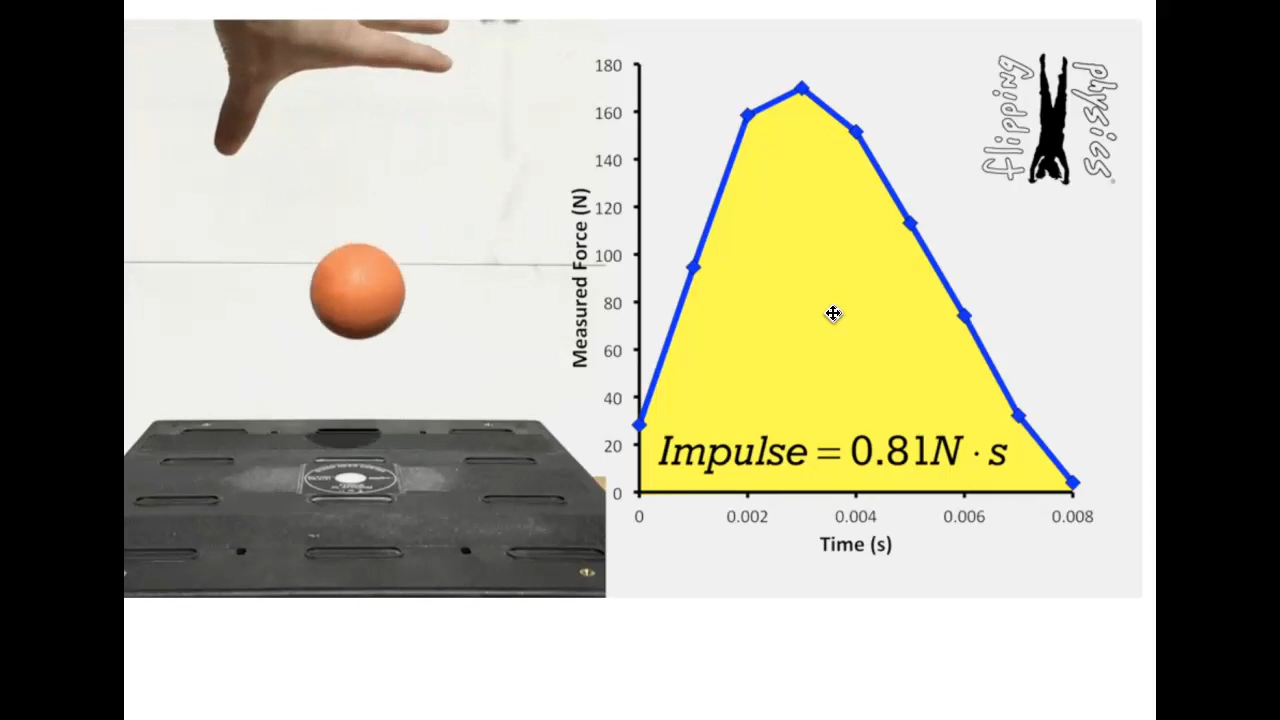 flipping
physics
Measured Force (N)
180
160
140
120
100
80
60
40
20
0
Impulse = 0.81N · s
0 0.002 0.004 0.006 0.008
Time (s)